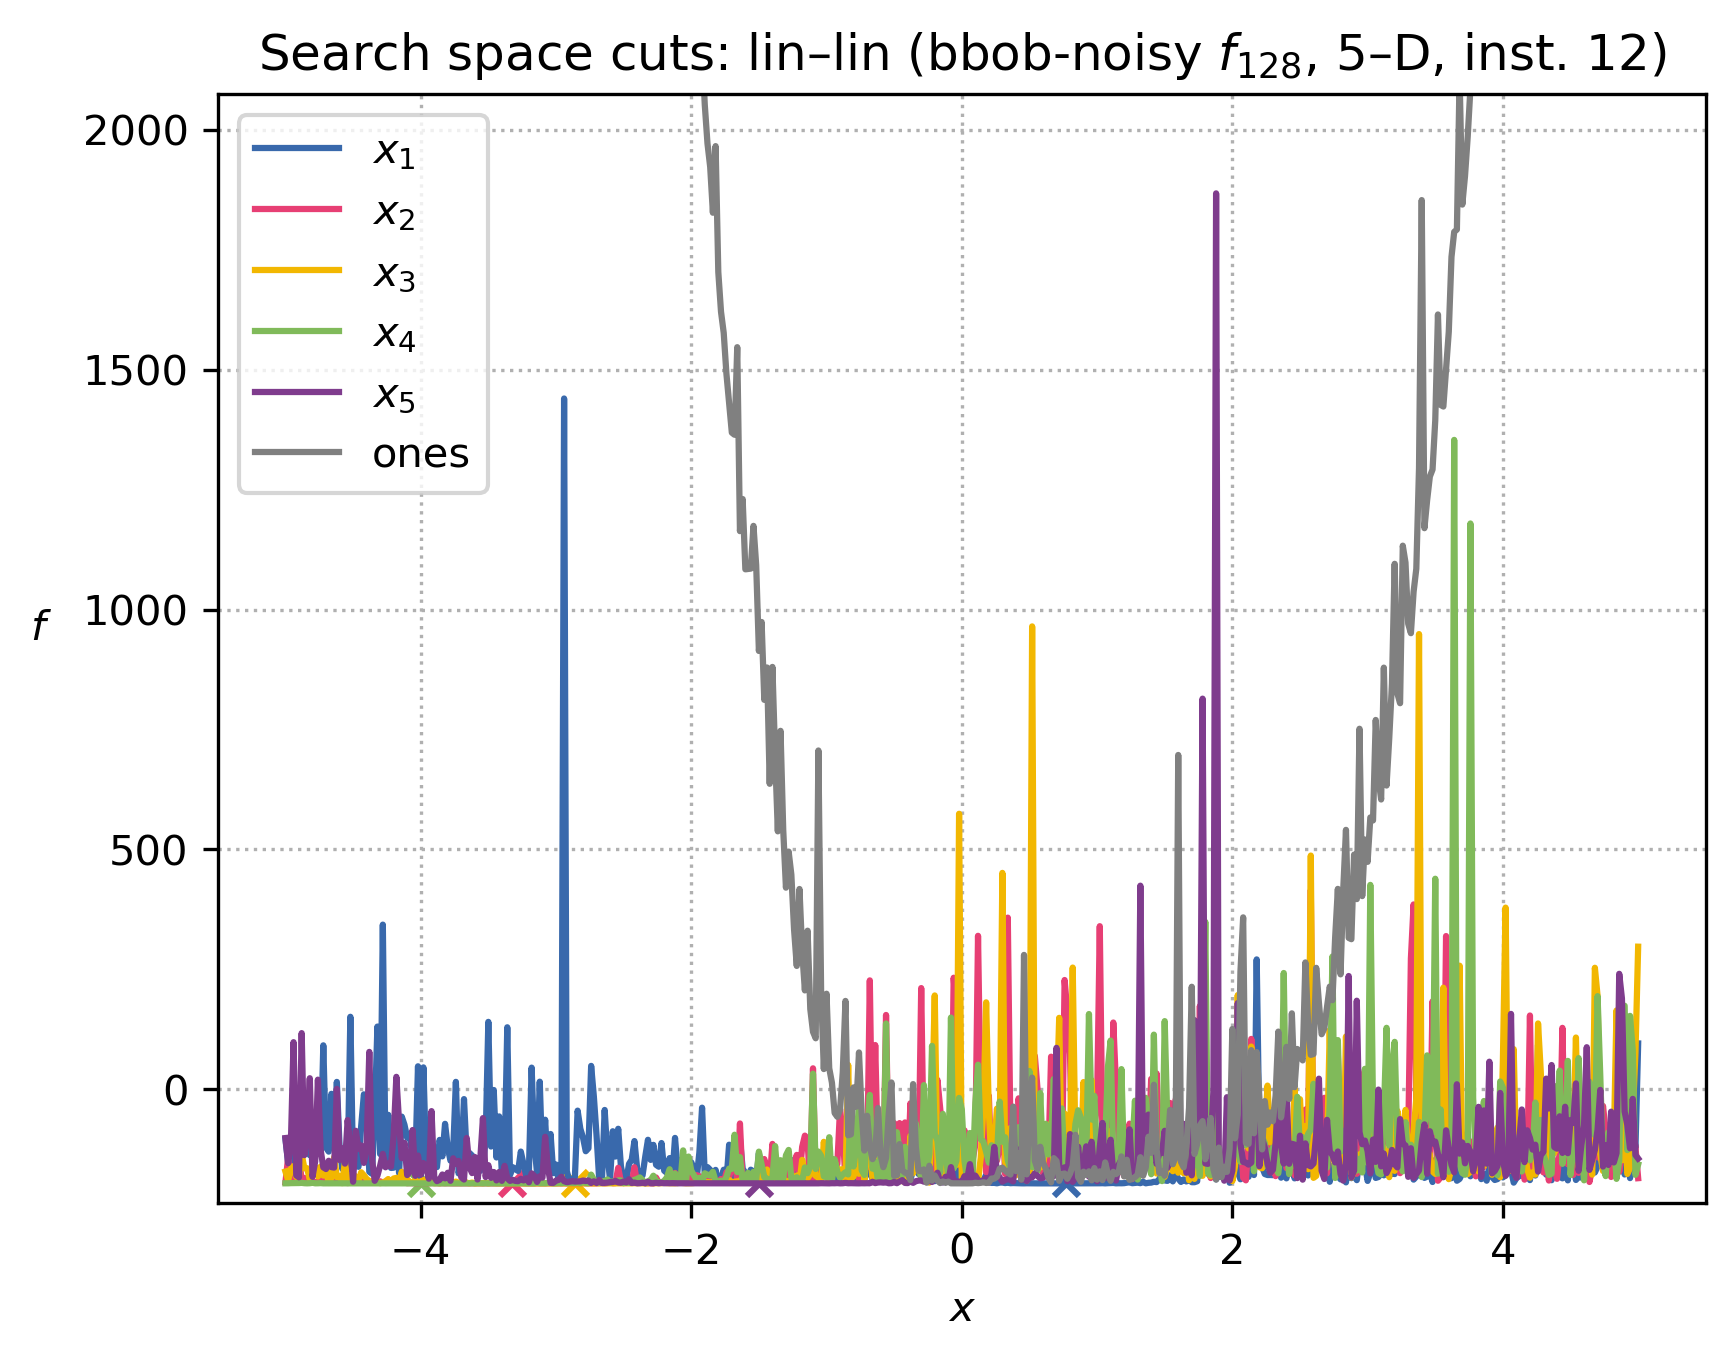 Search space cuts: lin–lin (bbob-noisy f₁₂₈, 5–D, inst. 12)
x₁
x₂
x₃
x₄
x₅
ones
2000
1500
1000
500
0
f
−4 −2 0 2 4
x